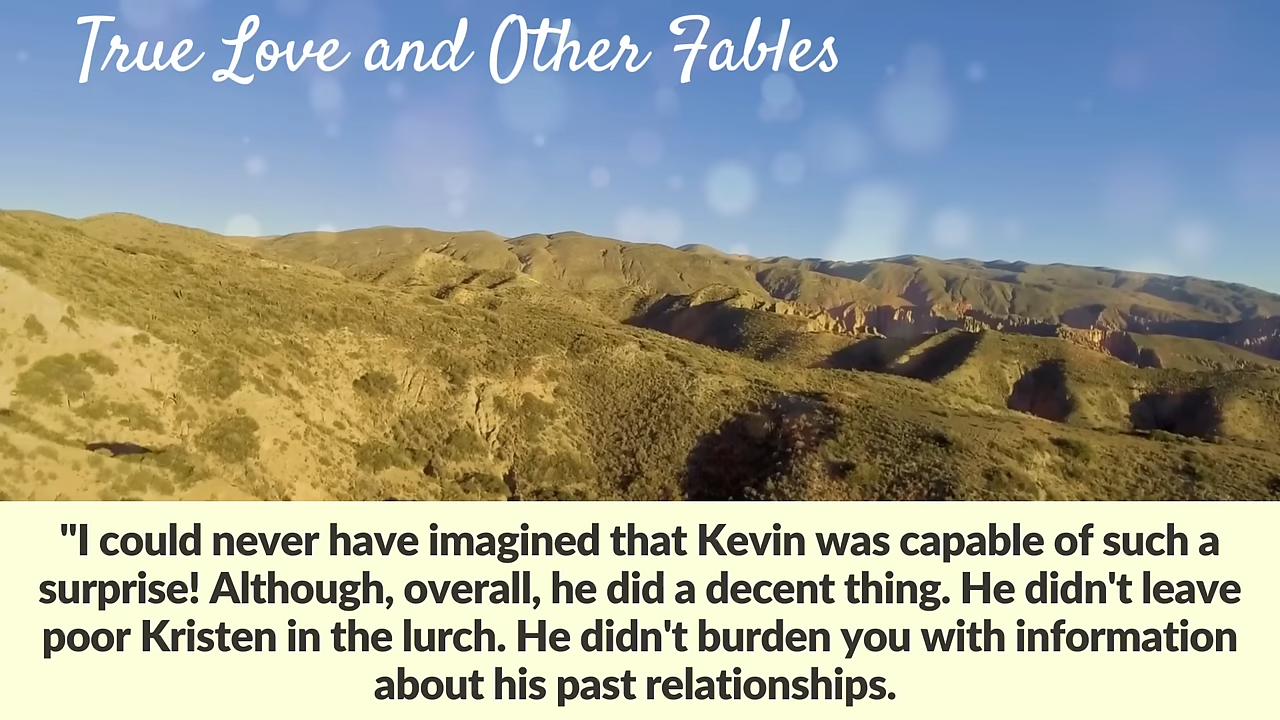 True Love and Other Fables
"I could never have imagined that Kevin was capable of such a
surprise! Although, overall, he did a decent thing. He didn't leave
poor Kristen in the lurch. He didn't burden you with information
about his past relationships.